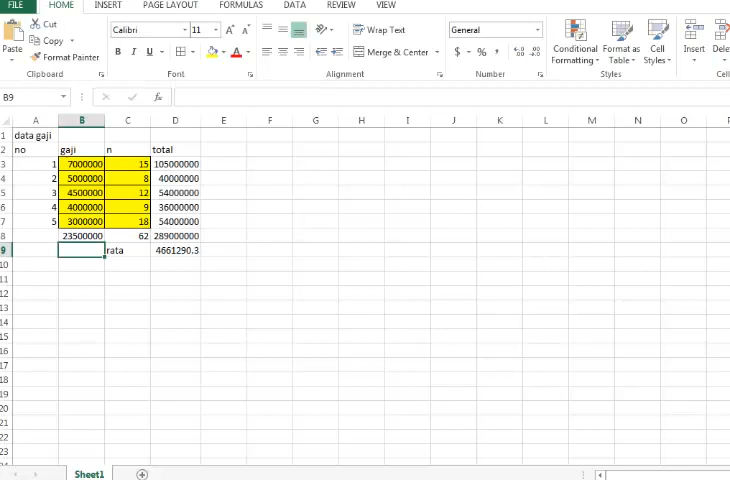 FILE HOME INSERT PAGE LAYOUT FORMULAS DATA REVIEW VIEW
Cut
Copy
Format Painter
Paste
Clipboard
Calibri 11
B I U
Font
Wrap Text
Merge & Center
Alignment
General
$ % ,
Number
Conditional Formatting
Format as Table
Cell Styles
Styles
Insert
B9 fx
A B C D E F G H I J K L M N O
1 data gaji
2 no gaji n total
3 1 7000000 15 105000000
4 2 5000000 8 40000000
5 3 4500000 12 54000000
6 4 4000000 9 36000000
7 5 3000000 18 54000000
8 23500000 62 289000000
9 rata 4661290.3
10
11
12
13
14
15
16
17
18
19
20
21
22
23
Sheet1